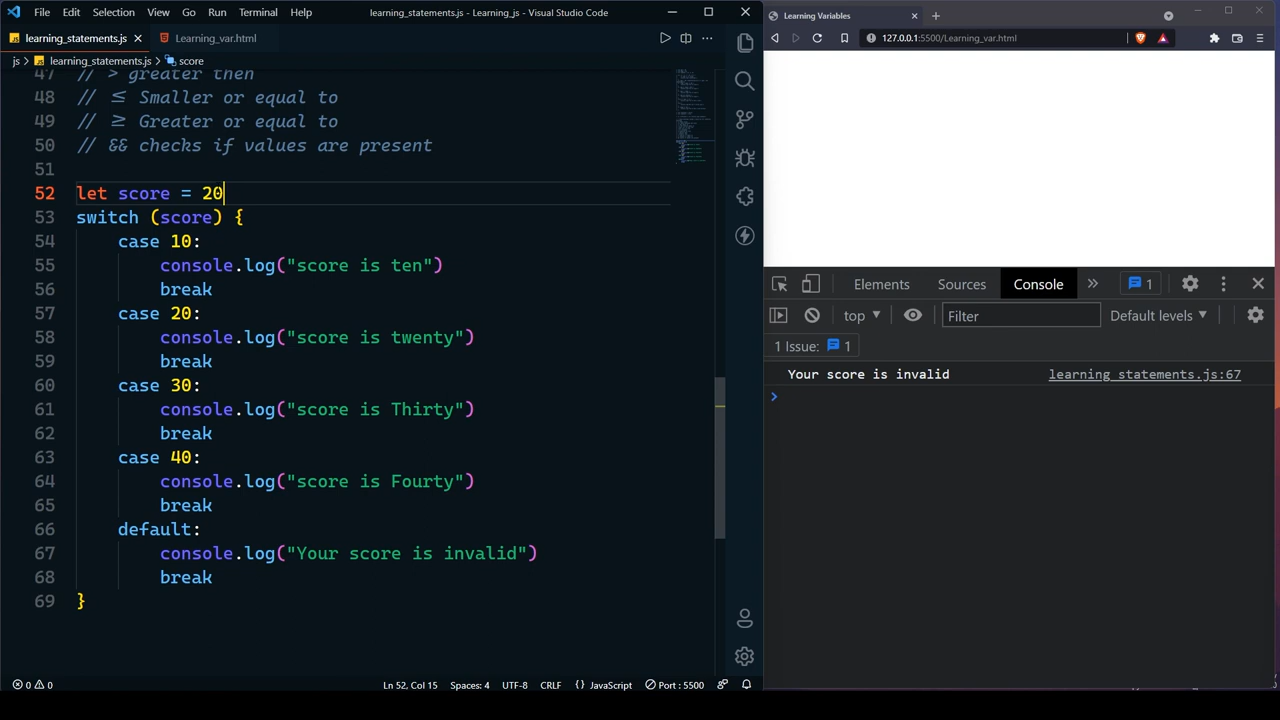 File Edit Selection View Go Run Terminal Help learning_statements.js - Learning_js - Visual Studio Code
learning_statements.js Learning_var.html
js > learning_statements.js > score
47 // > greater then
48 // ≤ Smaller or equal to
49 // ≥ Greater or equal to
50 // && checks if values are present
51
52 let score = 20
53 switch (score) {
54 case 10:
55 console.log("score is ten")
56 break
57 case 20:
58 console.log("score is twenty")
59 break
60 case 30:
61 console.log("score is Thirty")
62 break
63 case 40:
64 console.log("score is Fourty")
65 break
66 default:
67 console.log("Your score is invalid")
68 break
69 }
0 0 Ln 52, Col 15 Spaces: 4 UTF-8 CRLF {} JavaScript Port : 5500
Learning Variables
127.0.0.1:5500/Learning_var.html
Elements Sources Console » 1
top Filter Default levels
1 Issue: 1
Your score is invalid learning_statements.js:67